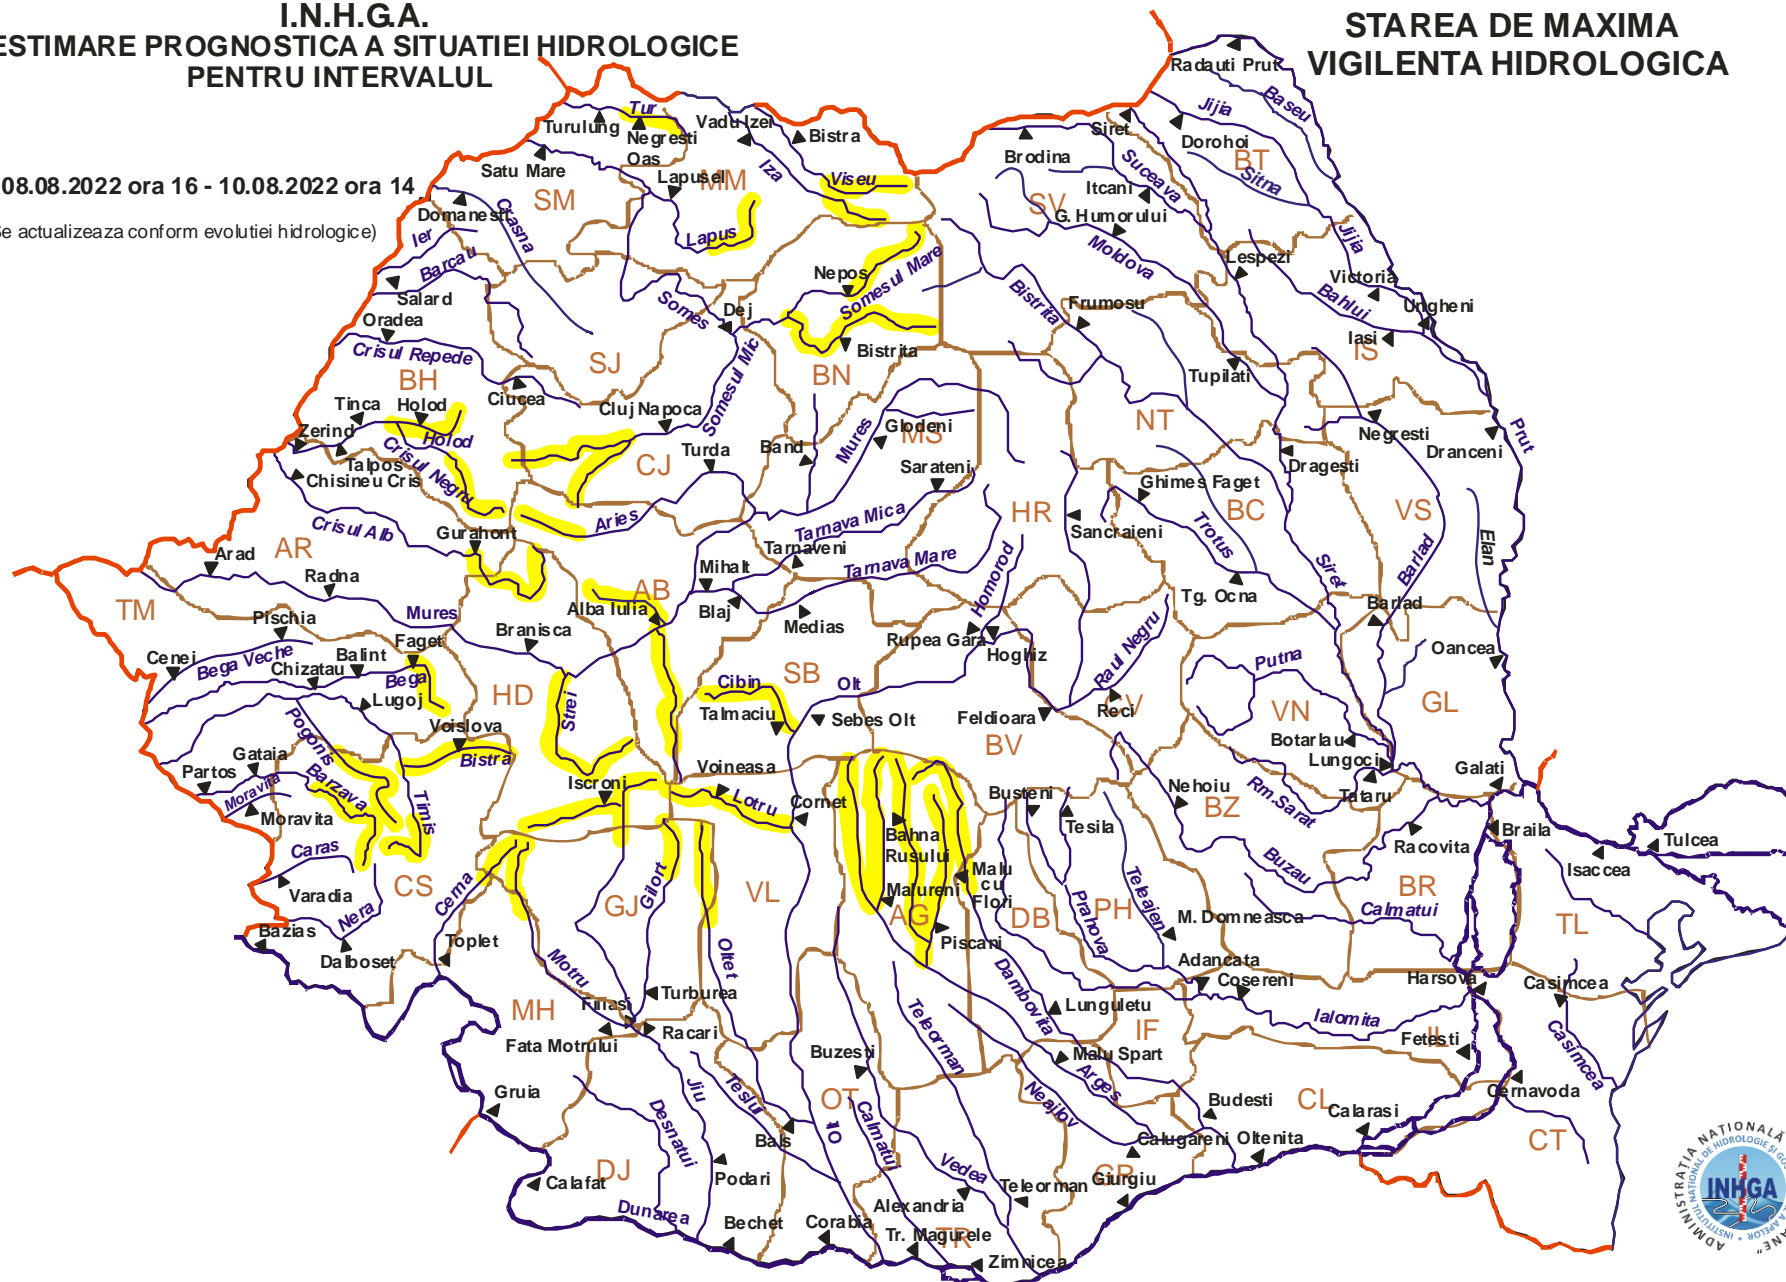 I.N.H.G.A.
ESTIMARE PROGNOSTICA A SITUATIEI HIDROLOGICE
PENTRU INTERVALUL
STAREA DE MAXIMA
VIGILENTA HIDROLOGICA
08.08.2022 ora 16 - 10.08.2022 ora 14
Se actualizeaza conform evolutiei hidrologice)
Radauti Prut
Baseu
Jijia
Tur
Turulung
Negresti
Oas
Vadu Izei
Bistra
Siret
Dorohoi
BT
Sitna
Brodina
Suceava
Itcani
SV
G. Humorului
Moldova
Satu Mare
SM
Lapusel
MM
Iza
Viseu
Domanesti
Crasna
Ier
Barcau
Lapus
Salard
Oradea
Crisul Repede
BH
Nepos
Somesul Mare
Somes
Dej
Bistrita
BN
SJ
Somesul Mic
Ciucea
Cluj Napoca
Bistrita
Frumosu
Lespezi
Jijia
Victoria
Bahlui
Ungheni
Iasi
IS
Tupilati
NT
Prut
Negresti
Dranceni
Tinca
Holod
Holod
Zerind
Talpos
Crisul Negru
Chisineu Cris
Crisul Alb
Gurahont
AR
CJ
Turda
Band
Mures
Glodeni
MS
Sarateni
Aries
Tarnava Mica
Tarnaveni
Tarnava Mare
HR
Sancraieni
Ghimes Faget
BC
Trotus
Dragesti
VS
Elan
Barlad
Siret
Tg. Ocna
Barlad
Oancea
Arad
Radna
TM
Mures
Pischia
Bega Veche
Cenei
Chizatau
Balint
Faget
Bega
Lugoj
Branisca
HD
Strei
AB
Alba Iulia
Mihalt
Blaj
Medias
SB
Cibin
Talmaciu
Olt
Sebes Olt
Rupea Gara
Homorod
Hoghiz
Raul Negru
CV
Reci
Feldioara
BV
Putna
VN
GL
Botarlau
Lungoci
Tataru
Galati
Rm.Sarat
Nehoiu
BZ
Buzau
Racovita
Braila
Tulcea
Isaccea
TL
BR
Calmatui
Voislova
Bistra
Pogonis
Gataia
Partos
Moravita
Barzava
Moravita
Timis
Caras
Varadia
CS
Nera
Bazias
Dalboset
Cerna
Toplet
Iscroni
Voineasa
Lotru
Cornet
GJ
Gilort
VL
Oltet
Motru
MH
Filiasi
Turburea
Racari
Fata Motrului
Gruia
Bahna
Rusului
Malureni
AG
Malu
cu
Flori
Piscani
Busteni
Tesila
DB
Prahova
PH
Teleajen
M. Domneasca
Adancata
Cosereni
Dambovita
Lunguletu
IF
Ialomita
IL
Harsova
Casimcea
Casimcea
Fetesti
Cernavoda
Malu Spart
Arges
Neajlov
Budesti
CL
Calarasi
CT
Calugareni
Oltenita
Giurgiu
GR
Teleorman
Buzesti
OT
Olt
Calmatui
Teslui
Bals
Jiu
Desnatui
DJ
Podari
Calafat
Dunarea
Bechet
Corabia
Vedea
Alexandria
Teleorman
Tr. Magurele
TR
Zimnicea
INHGA